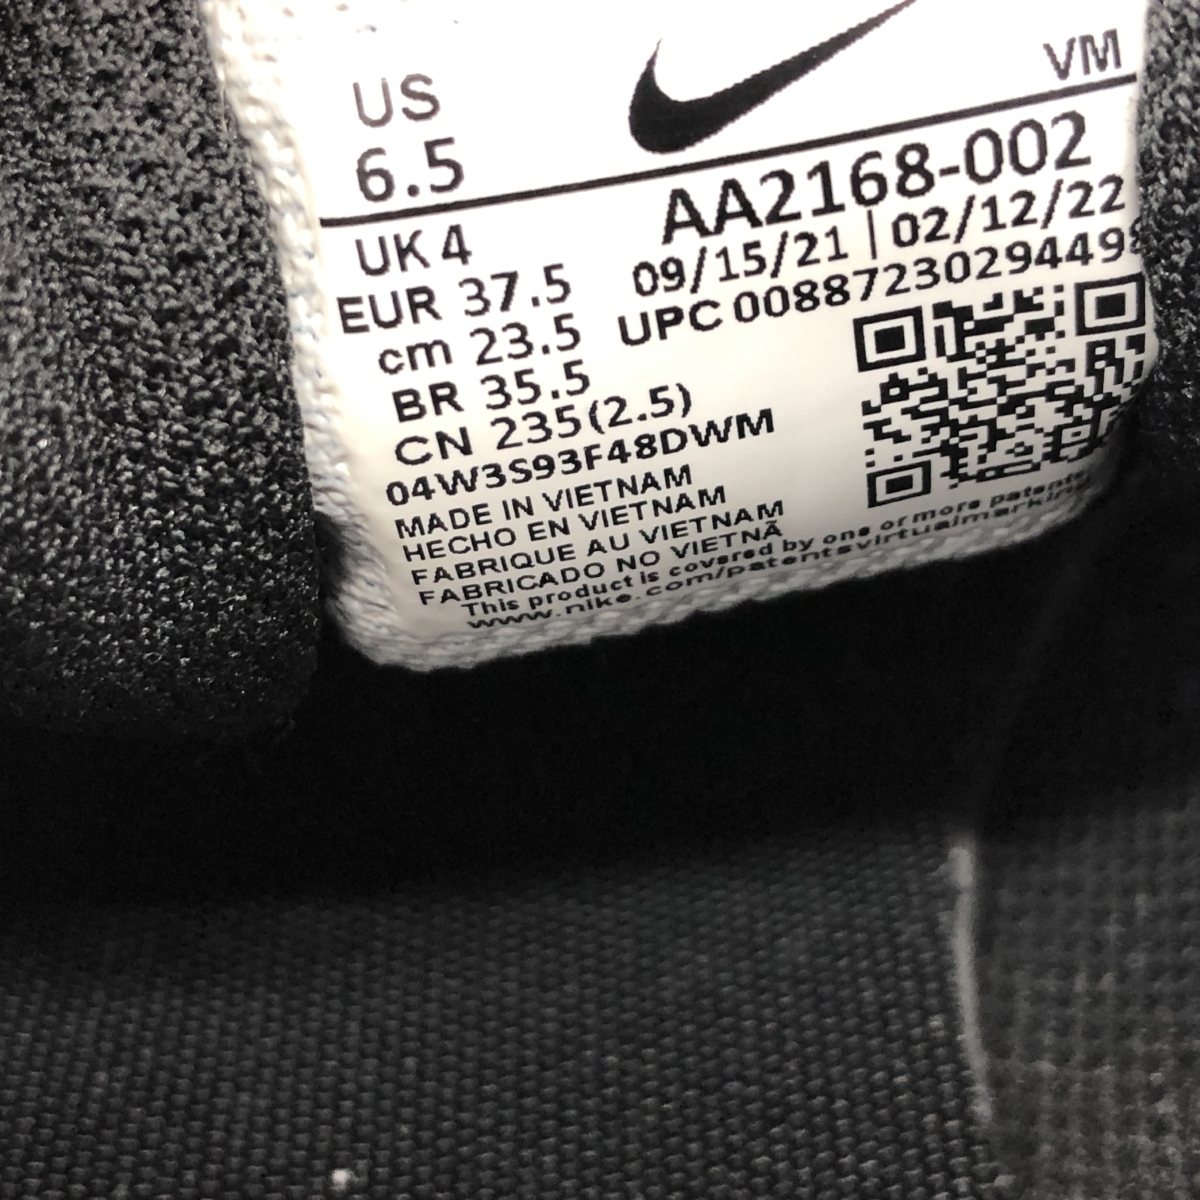 US
6.5
VM
AA2168-002
UK 4
09/15/21 | 02/12/22
EUR 37.5
UPC 0088723029449
cm 23.5
BR 35.5
CN 235(2.5)
04W3S93F48DWM
MADE IN VIETNAM
HECHO EN VIETNAM
FABRIQUE AU VIETNAM
FABRICADO NO VIETNÃ
This product is covered by one or more patents
www.nike.com/patentsvirtualmarking